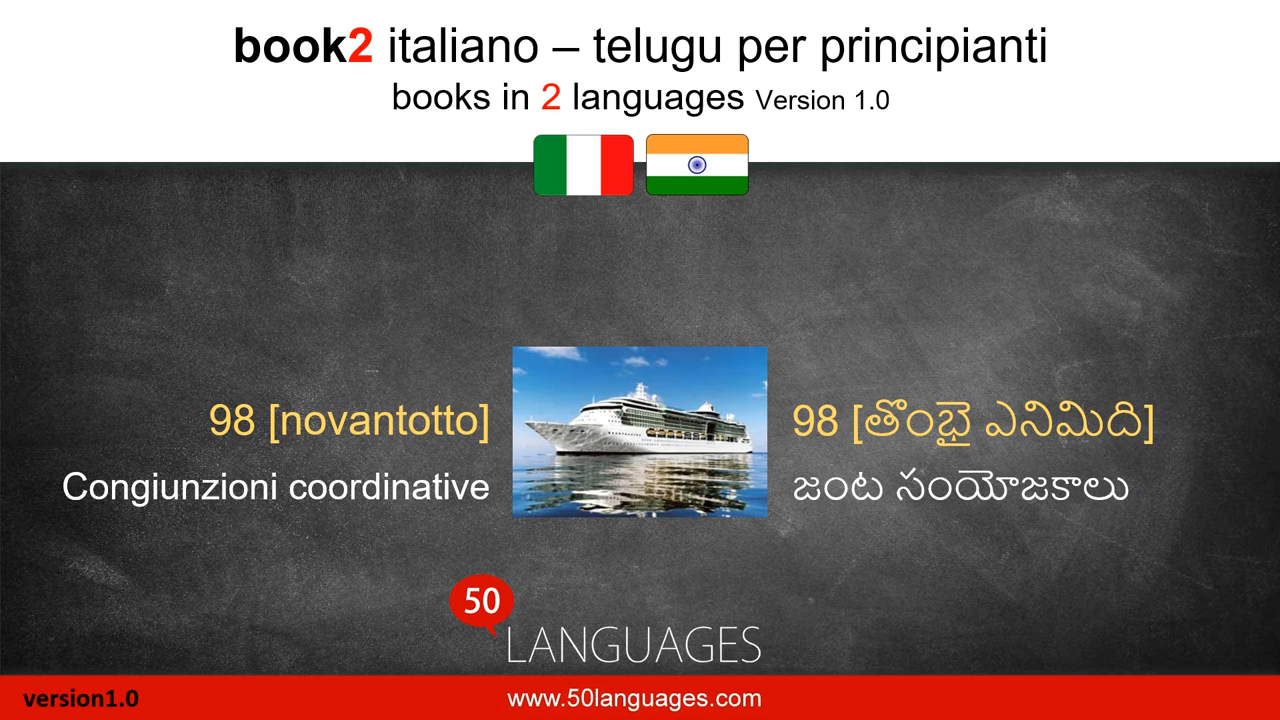 book2 italiano – telugu per principianti
books in 2 languages Version 1.0
98 [novantotto]
Congiunzioni coordinative
98 [తొంభై ఎనిమిది]
జంట సంయోజకాలు
50
LANGUAGES
version1.0
www.50languages.com